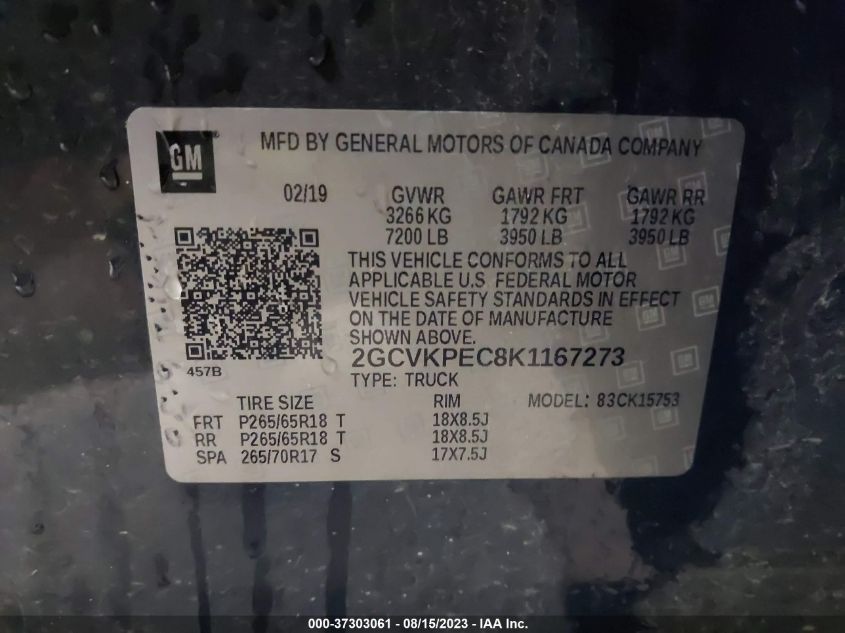 GM
MFD BY GENERAL MOTORS OF CANADA COMPANY
02/19 GVWR GAWR FRT GAWR RR
3266 KG 1792 KG 1792 KG
7200 LB 3950 LB 3950 LB
THIS VEHICLE CONFORMS TO ALL
APPLICABLE U.S. FEDERAL MOTOR
VEHICLE SAFETY STANDARDS IN EFFECT
ON THE DATE OF MANUFACTURE
SHOWN ABOVE.
2GCVKPEC8K1167273
457B
TYPE: TRUCK
TIRE SIZE RIM MODEL: 83CK15753
FRT P265/65R18 T 18X8.5J
RR P265/65R18 T 18X8.5J
SPA 265/70R17 S 17X7.5J
000-37303061 - 08/15/2023 - IAA Inc.